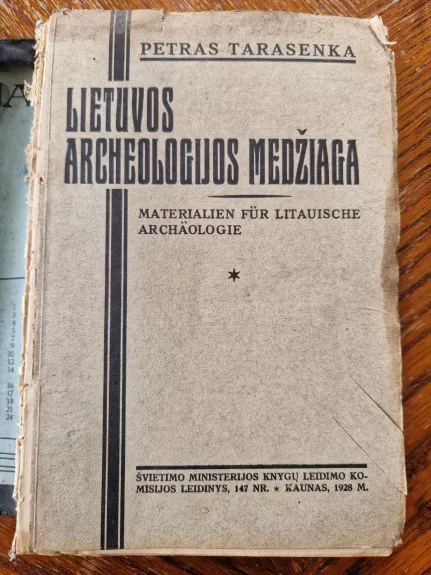 PETRAS TARASENKA
LIETUVOS
ARCHEOLOGIJOS MEDŽIAGA
MATERIALIEN FÜR LITAUISCHE
ARCHÄOLOGIE
★
ŠVIETIMO MINISTERIJOS KNYGŲ LEIDIMO KO-
MISIJOS LEIDINYS, 147 NR. ★ KAUNAS, 1928 M.